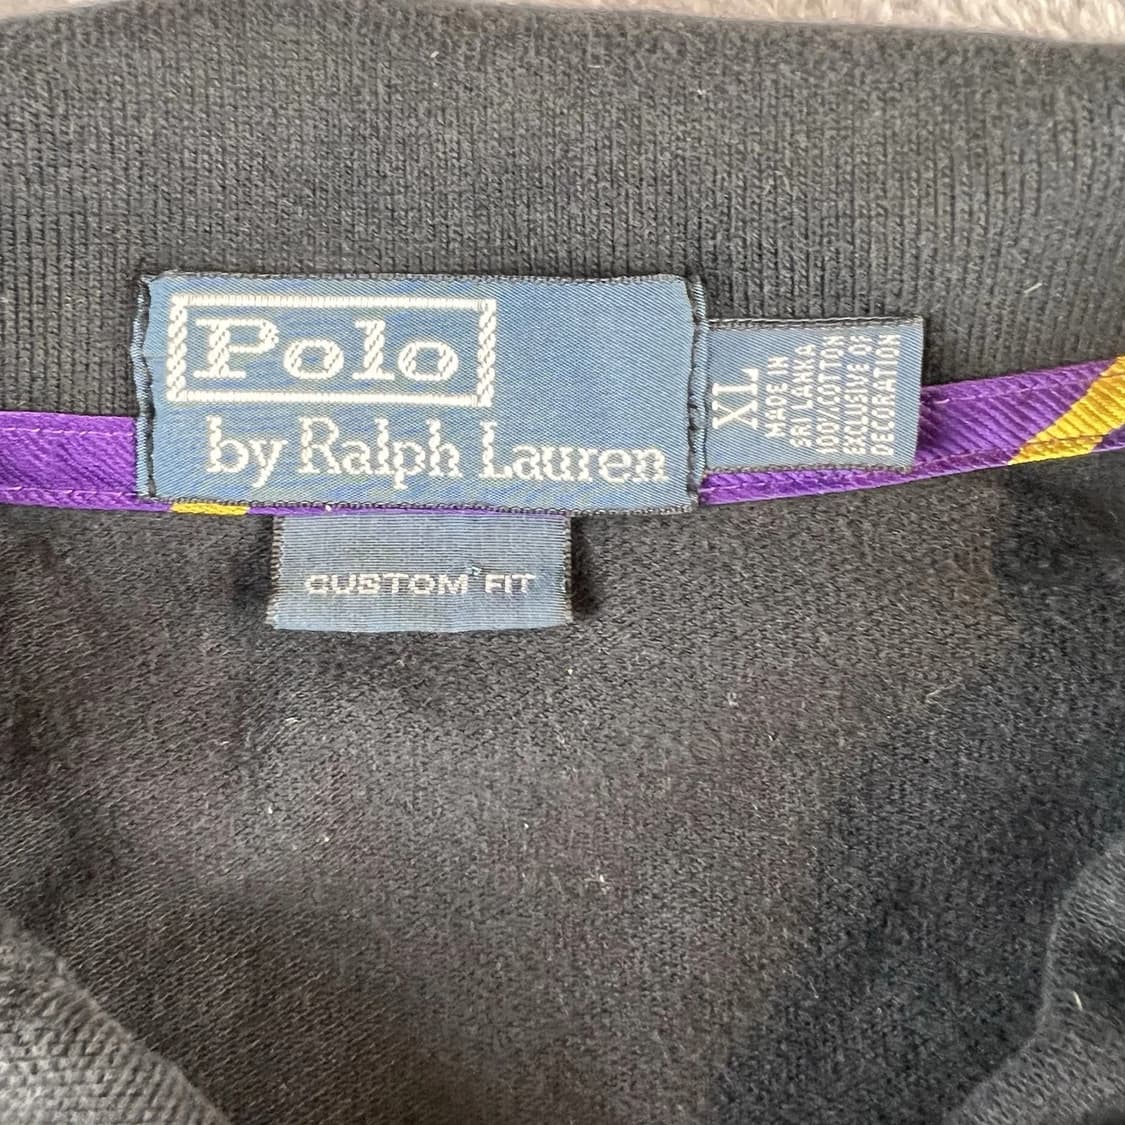 Polo
by Ralph Lauren
XL
MADE IN
SRI LANKA
100% COTTON
EXCLUSIVE OF
DECORATION
CUSTOM FIT